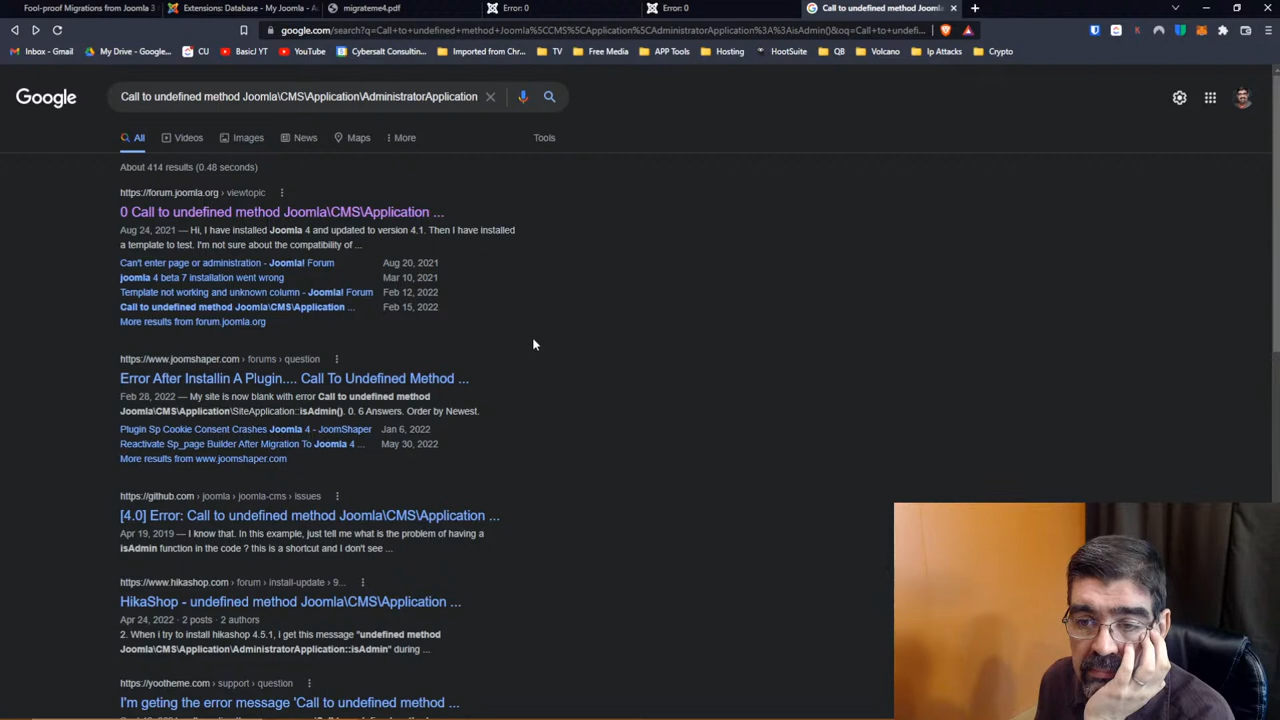 Fool-proof Migrations from Joomla 3
Extensions: Database - My Joomla - A
migrateme4.pdf
Error: 0
Error: 0
Call to undefined method Joomla\
google.com/search?q=Call+to+undefined+method+Joomla%5CCMS%5CApplication%5CAdministratorApplication%3A%3AisAdmin()&oq=Call+to+undefi...
Inbox - Gmail
My Drive - Google...
CU
BasicJ YT
YouTube
Cybersalt Consulting...
Imported from Chr...
TV
Free Media
APP Tools
Hosting
HootSuite
QB
Volcano
Ip Attacks
Crypto
Google
Call to undefined method Joomla\CMS\Application\AdministratorApplication
All
Videos
Images
News
Maps
More
Tools
About 414 results (0.48 seconds)
https://forum.joomla.org › viewtopic
0 Call to undefined method Joomla\CMS\Application ...
Aug 24, 2021 — Hi, I have installed Joomla 4 and updated to version 4.1. Then I have installed
a template to test. I'm not sure about the compatibility of ...
Can't enter page or administration - Joomla! Forum Aug 20, 2021
joomla 4 beta 7 installation went wrong Mar 10, 2021
Template not working and unknown column - Joomla! Forum Feb 12, 2022
Call to undefined method Joomla\CMS\Application ... Feb 15, 2022
More results from forum.joomla.org
https://www.joomshaper.com › forums › question
Error After Installin A Plugin.... Call To Undefined Method ...
Feb 28, 2022 — My site is now blank with error Call to undefined method
Joomla\CMS\Application\SiteApplication::isAdmin(). 0. 6 Answers. Order by Newest.
Plugin Sp Cookie Consent Crashes Joomla 4 - JoomShaper Jan 6, 2022
Reactivate Sp_page Builder After Migration To Joomla 4 ... May 30, 2022
More results from www.joomshaper.com
https://github.com › joomla › joomla-cms › issues
[4.0] Error: Call to undefined method Joomla\CMS\Application ...
Apr 19, 2019 — I know that. In this example, just tell me what is the problem of having a
isAdmin function in the code ? this is a shortcut and I don't see ...
https://www.hikashop.com › forum › install-update › 9...
HikaShop - undefined method Joomla\CMS\Application ...
Apr 24, 2022 · 2 posts · 2 authors
2. When i try to install hikashop 4.5.1, i get this message "undefined method
Joomla\CMS\Application\AdministratorApplication::isAdmin" during ...
https://yootheme.com › support › question
I'm geting the error message 'Call to undefined method ...